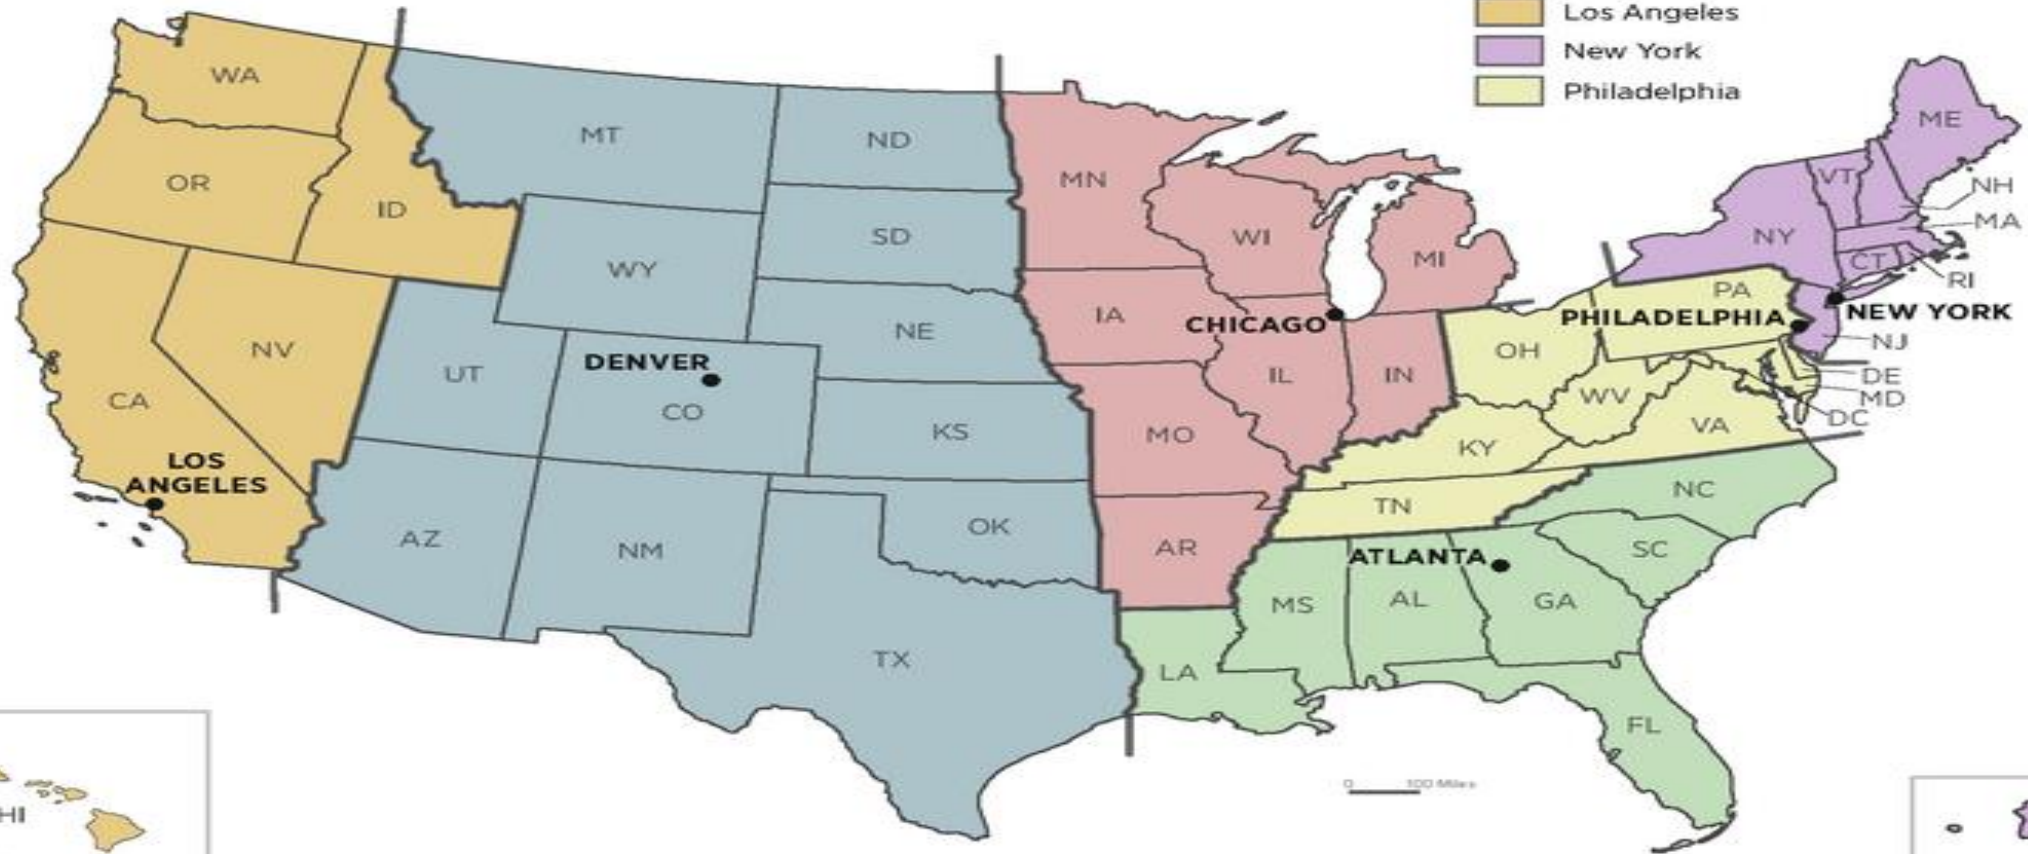 Los Angeles
New York
Philadelphia
WA
MT
ND
MN
ME
OR
ID
VT
NH
MA
SD
WI
NY
MI
WY
CT
RI
PA
NEW YORK
IA
CHICAGO
PHILADELPHIA
NE
NJ
NV
OH
UT
DENVER
IL
IN
DE
WV
MD
CA
CO
DC
KS
MO
KY
VA
LOS
ANGELES
NC
TN
OK
AZ
NM
AR
ATLANTA
SC
MS
AL
GA
TX
LA
FL
0 100 Miles
HI